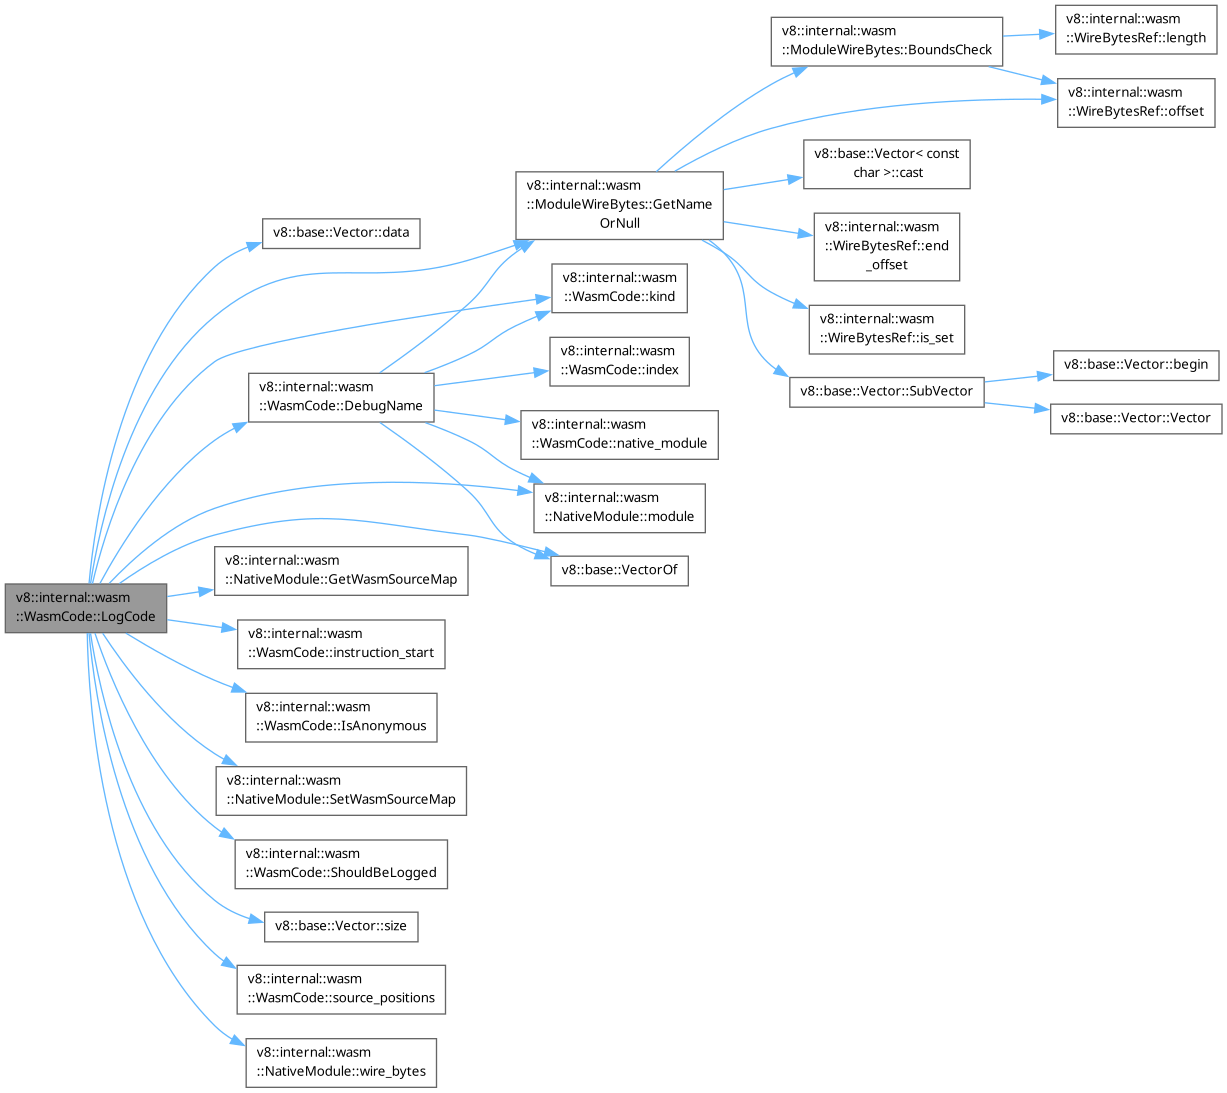 v8::internal::wasm
::WasmCode::LogCode
v8::base::Vector::data
v8::internal::wasm
::ModuleWireBytes::GetName
OrNull
v8::internal::wasm
::ModuleWireBytes::BoundsCheck
v8::internal::wasm
::WireBytesRef::length
v8::internal::wasm
::WireBytesRef::offset
v8::base::Vector< const
char >::cast
v8::internal::wasm
::WireBytesRef::end
_offset
v8::internal::wasm
::WireBytesRef::is_set
v8::base::Vector::SubVector
v8::base::Vector::begin
v8::base::Vector::Vector
v8::internal::wasm
::WasmCode::kind
v8::internal::wasm
::WasmCode::DebugName
v8::internal::wasm
::WasmCode::index
v8::internal::wasm
::WasmCode::native_module
v8::internal::wasm
::NativeModule::module
v8::base::VectorOf
v8::internal::wasm
::NativeModule::GetWasmSourceMap
v8::internal::wasm
::WasmCode::instruction_start
v8::internal::wasm
::WasmCode::IsAnonymous
v8::internal::wasm
::NativeModule::SetWasmSourceMap
v8::internal::wasm
::WasmCode::ShouldBeLogged
v8::base::Vector::size
v8::internal::wasm
::WasmCode::source_positions
v8::internal::wasm
::NativeModule::wire_bytes